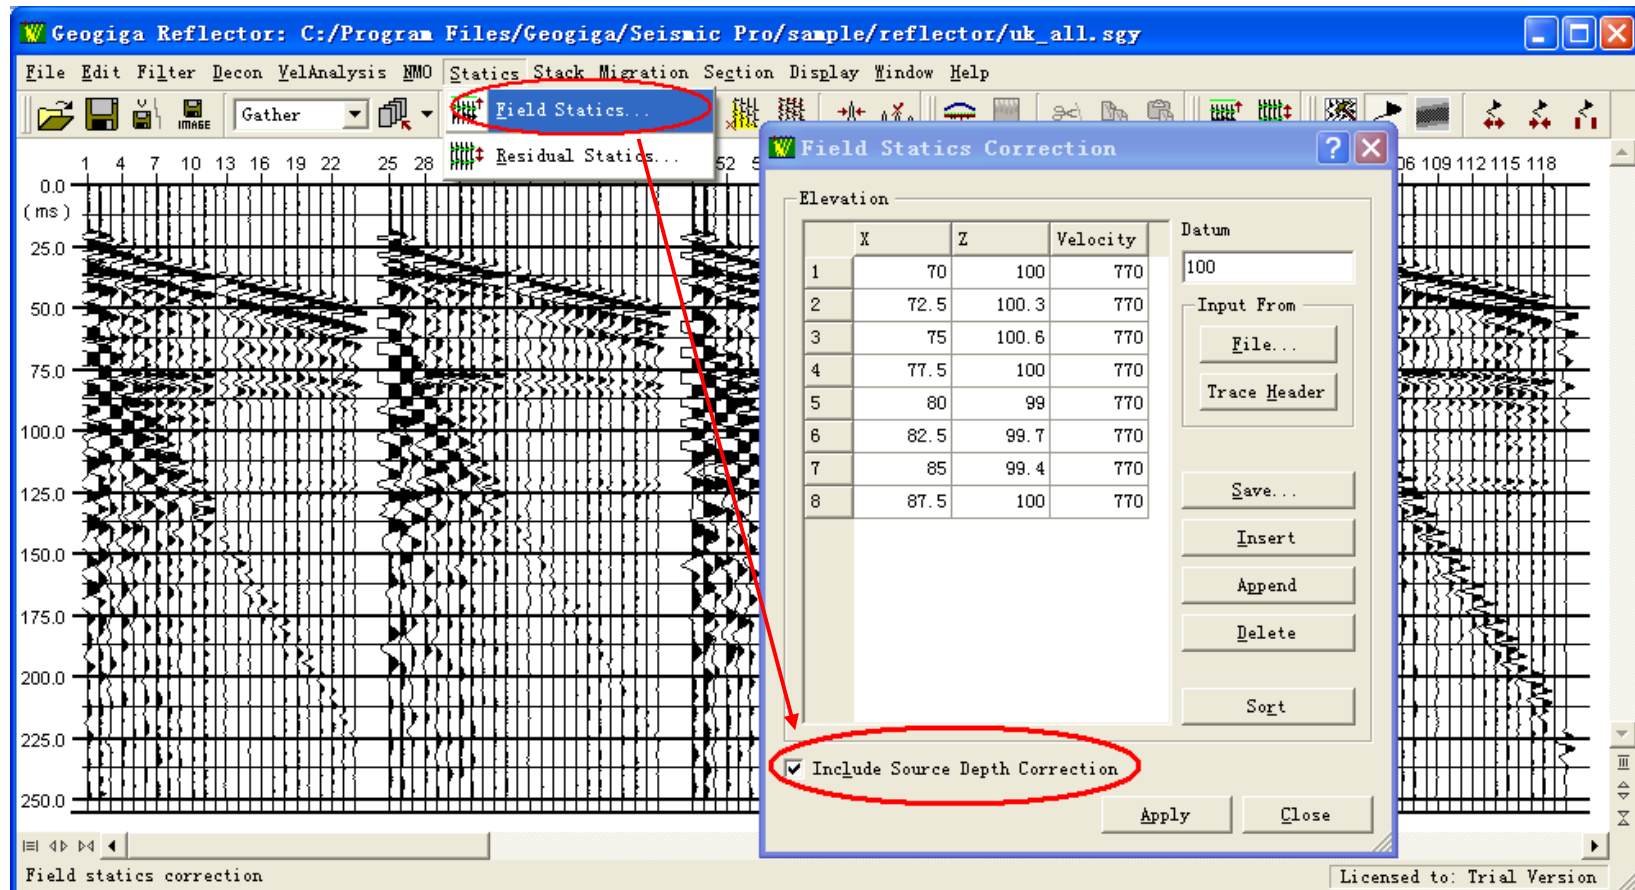 Geogiga Reflector: C:/Program Files/Geogiga/Seismic Pro/sample/reflector/uk_all.sgy
File Edit Filter Decon VelAnalysis NMO Statics Stack Migration Section Display Window Help
IMAGE Gather
Field Statics...
Residual Statics...
1 4 7 10 13 16 19 22 25 28 52 109 112 115 118
0.0
(ms)
25.0
50.0
75.0
100.0
125.0
150.0
175.0
200.0
225.0
250.0
Field Statics Correction
Elevation
X Z Velocity
1 70 100 770
2 72.5 100.3 770
3 75 100.6 770
4 77.5 100 770
5 80 99 770
6 82.5 99.7 770
7 85 99.4 770
8 87.5 100 770
Datum
100
Input From
File...
Trace Header
Save...
Insert
Append
Delete
Sort
Include Source Depth Correction
Apply Close
Field statics correction
Licensed to: Trial Version